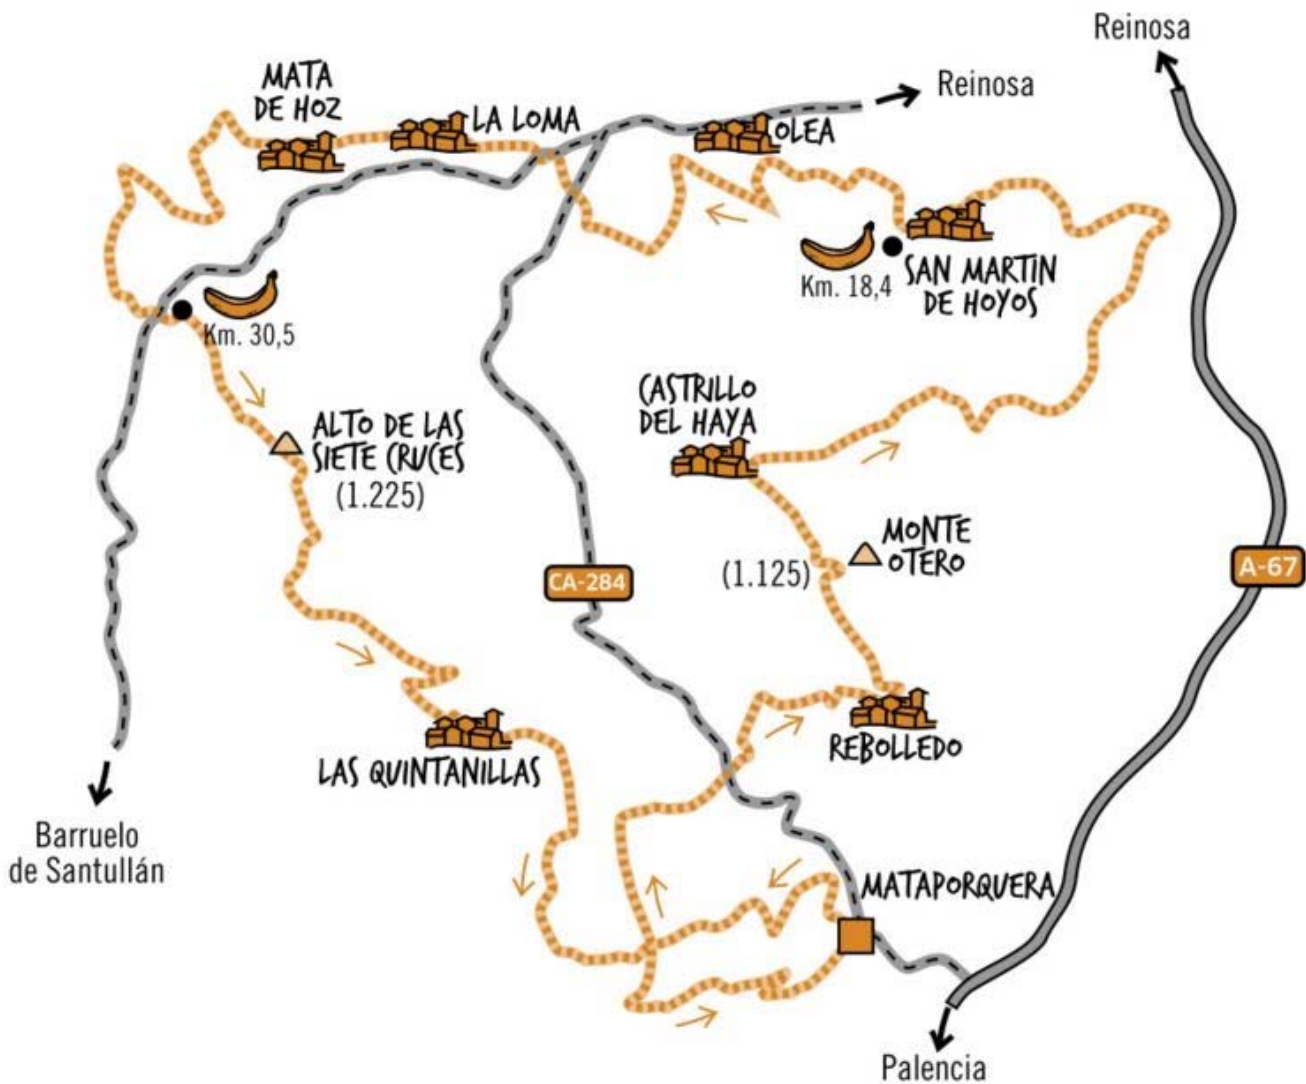 Reinosa
Reinosa
MATA
DE HOZ
LA LOMA
OLEA
Km. 18,4
SAN MARTIN
DE HOYOS
Km. 30,5
CASTRILLO
DEL HAYA
ALTO DE LAS
SIETE CRUCES
(1.225)
MONTE
OTERO
(1.125)
CA-284
A-67
REBOLLEDO
LAS QUINTANILLAS
Barruelo
de Santullán
MATAPORQUERA
Palencia